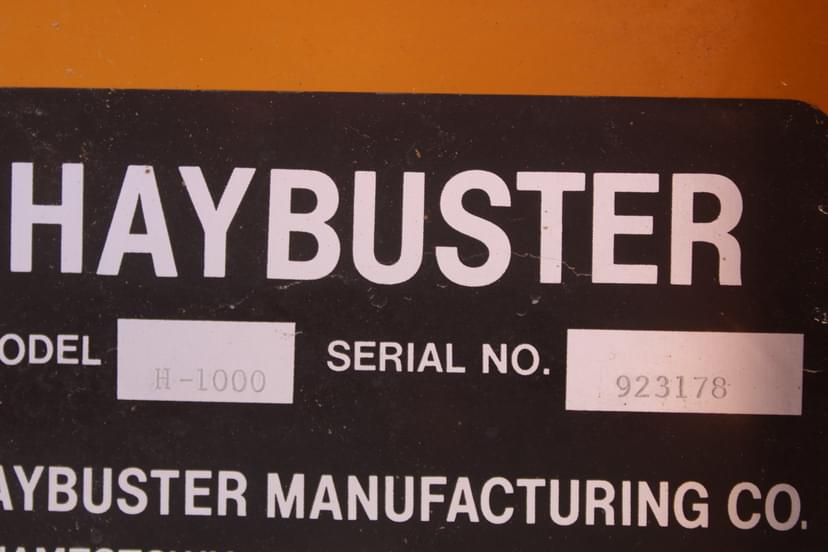 HAYBUSTER
ODEL H-1000 SERIAL NO. 923178
AYBUSTER MANUFACTURING CO.